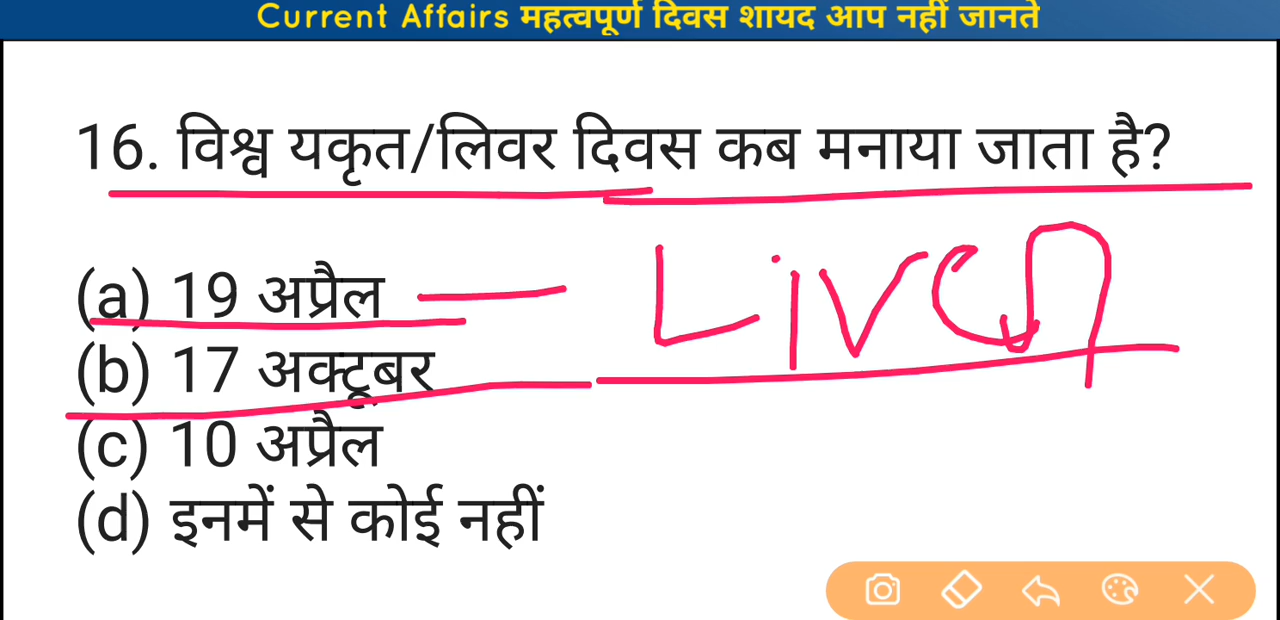 Current Affairs महत्वपूर्ण दिवस शायद आप नहीं जानते
16. विश्व यकृत/लिवर दिवस कब मनाया जाता है?
(a) 19 अप्रैल
Liver
(b) 17 अक्टूबर
(c) 10 अप्रैल
(d) इनमें से कोई नहीं